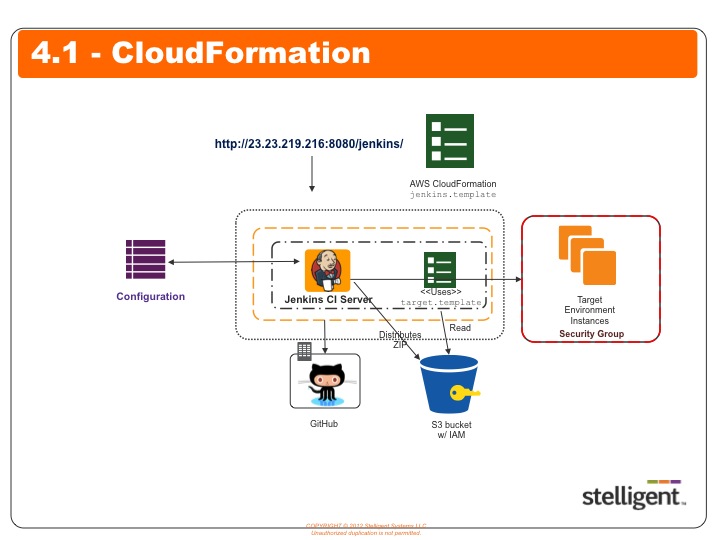 4.1 - CloudFormation
http://23.23.219.216:8080/jenkins/
AWS CloudFormation
jenkins.template
Configuration
Jenkins CI Server
<<Uses>>
target.template
Target
Environment
Instances
Security Group
Distributes
ZIP
Read
GitHub
S3 bucket
w/ IAM
stelligent™
COPYRIGHT © 2012 Stelligent Systems LLC
Unauthorized duplication is not permitted.